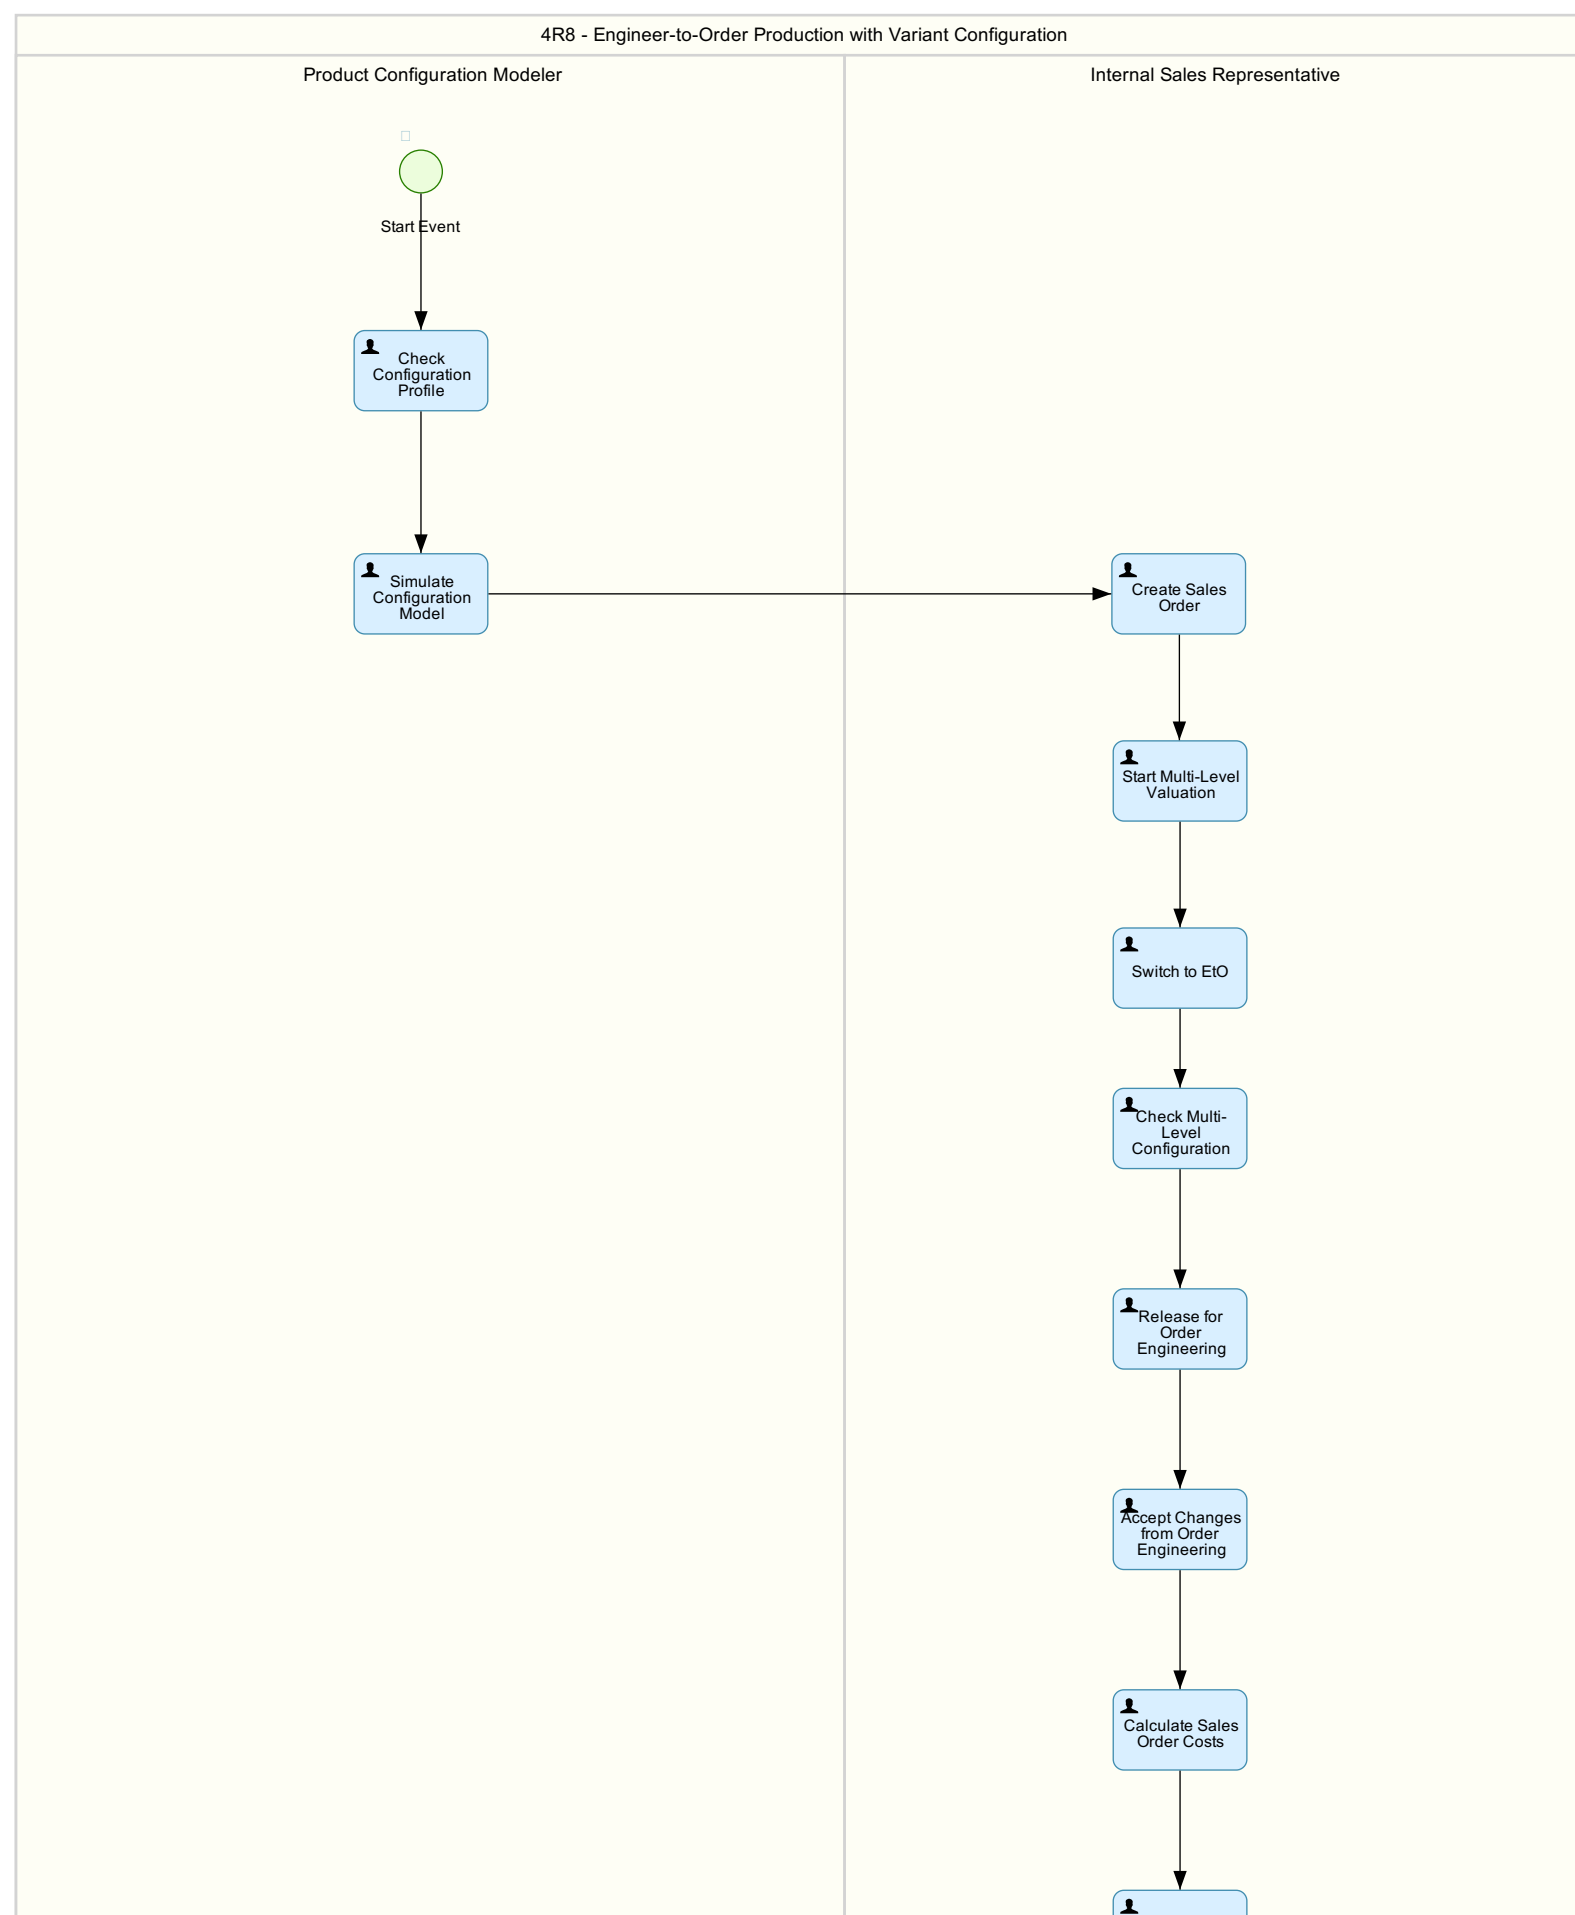 4R8 - Engineer-to-Order Production with Variant Configuration
Product Configuration Modeler
Internal Sales Representative
Start Event
Check
Configuration
Profile
Simulate
Configuration
Model
Create Sales
Order
Start Multi-Level
Valuation
Switch to EtO
Check Multi-
Level
Configuration
Release for
Order
Engineering
Accept Changes
from Order
Engineering
Calculate Sales
Order Costs